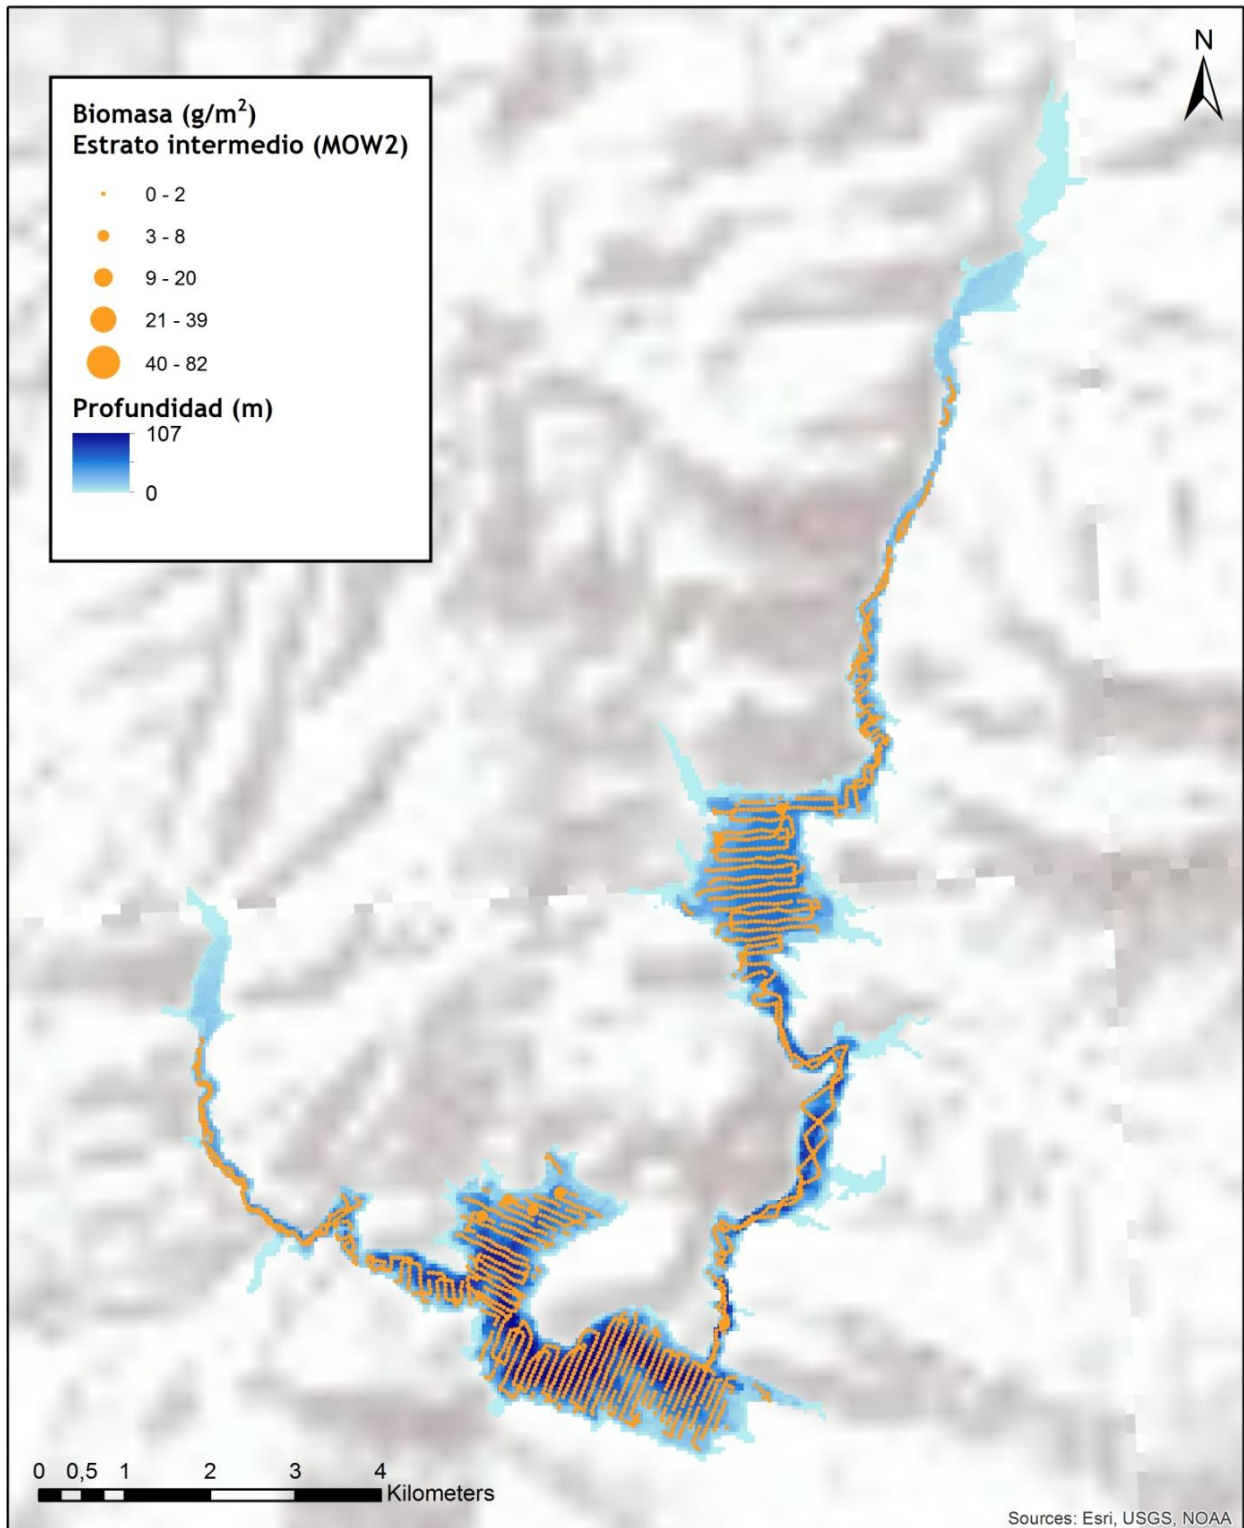 N
Biomasa (g/m²)
Estrato intermedio (MOW2)
0 - 2
3 - 8
9 - 20
21 - 39
40 - 82
Profundidad (m)
107
0
0 0,5 1 2 3 4
Kilometers
Sources: Esri, USGS, NOAA